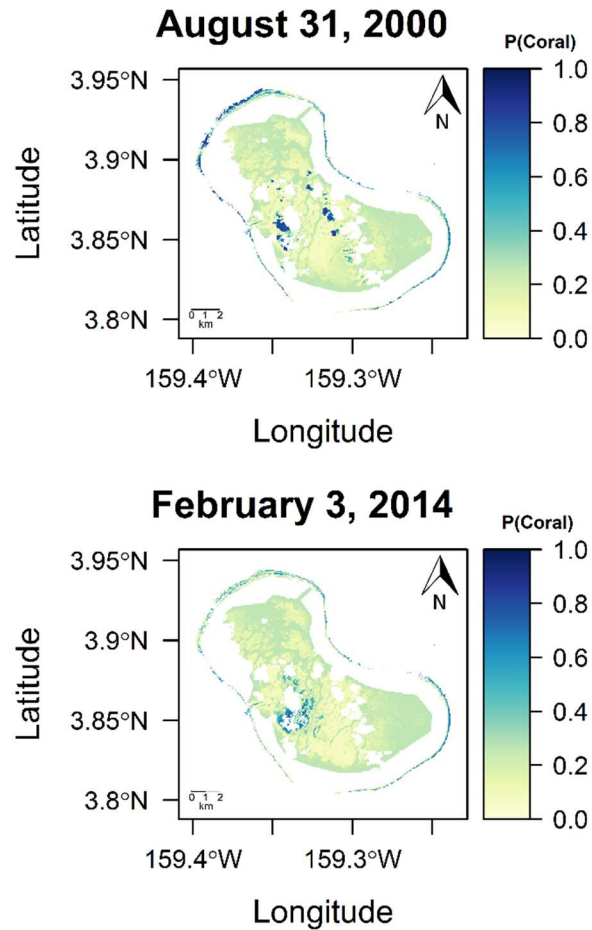 August 31, 2000
P(Coral)
3.95°N
3.9°N
3.85°N
3.8°N
Latitude
N
0 1 2
km
1.0
0.8
0.6
0.4
0.2
0.0
159.4°W 159.3°W
Longitude
February 3, 2014
P(Coral)
3.95°N
3.9°N
3.85°N
3.8°N
Latitude
N
0 1 2
km
1.0
0.8
0.6
0.4
0.2
0.0
159.4°W 159.3°W
Longitude